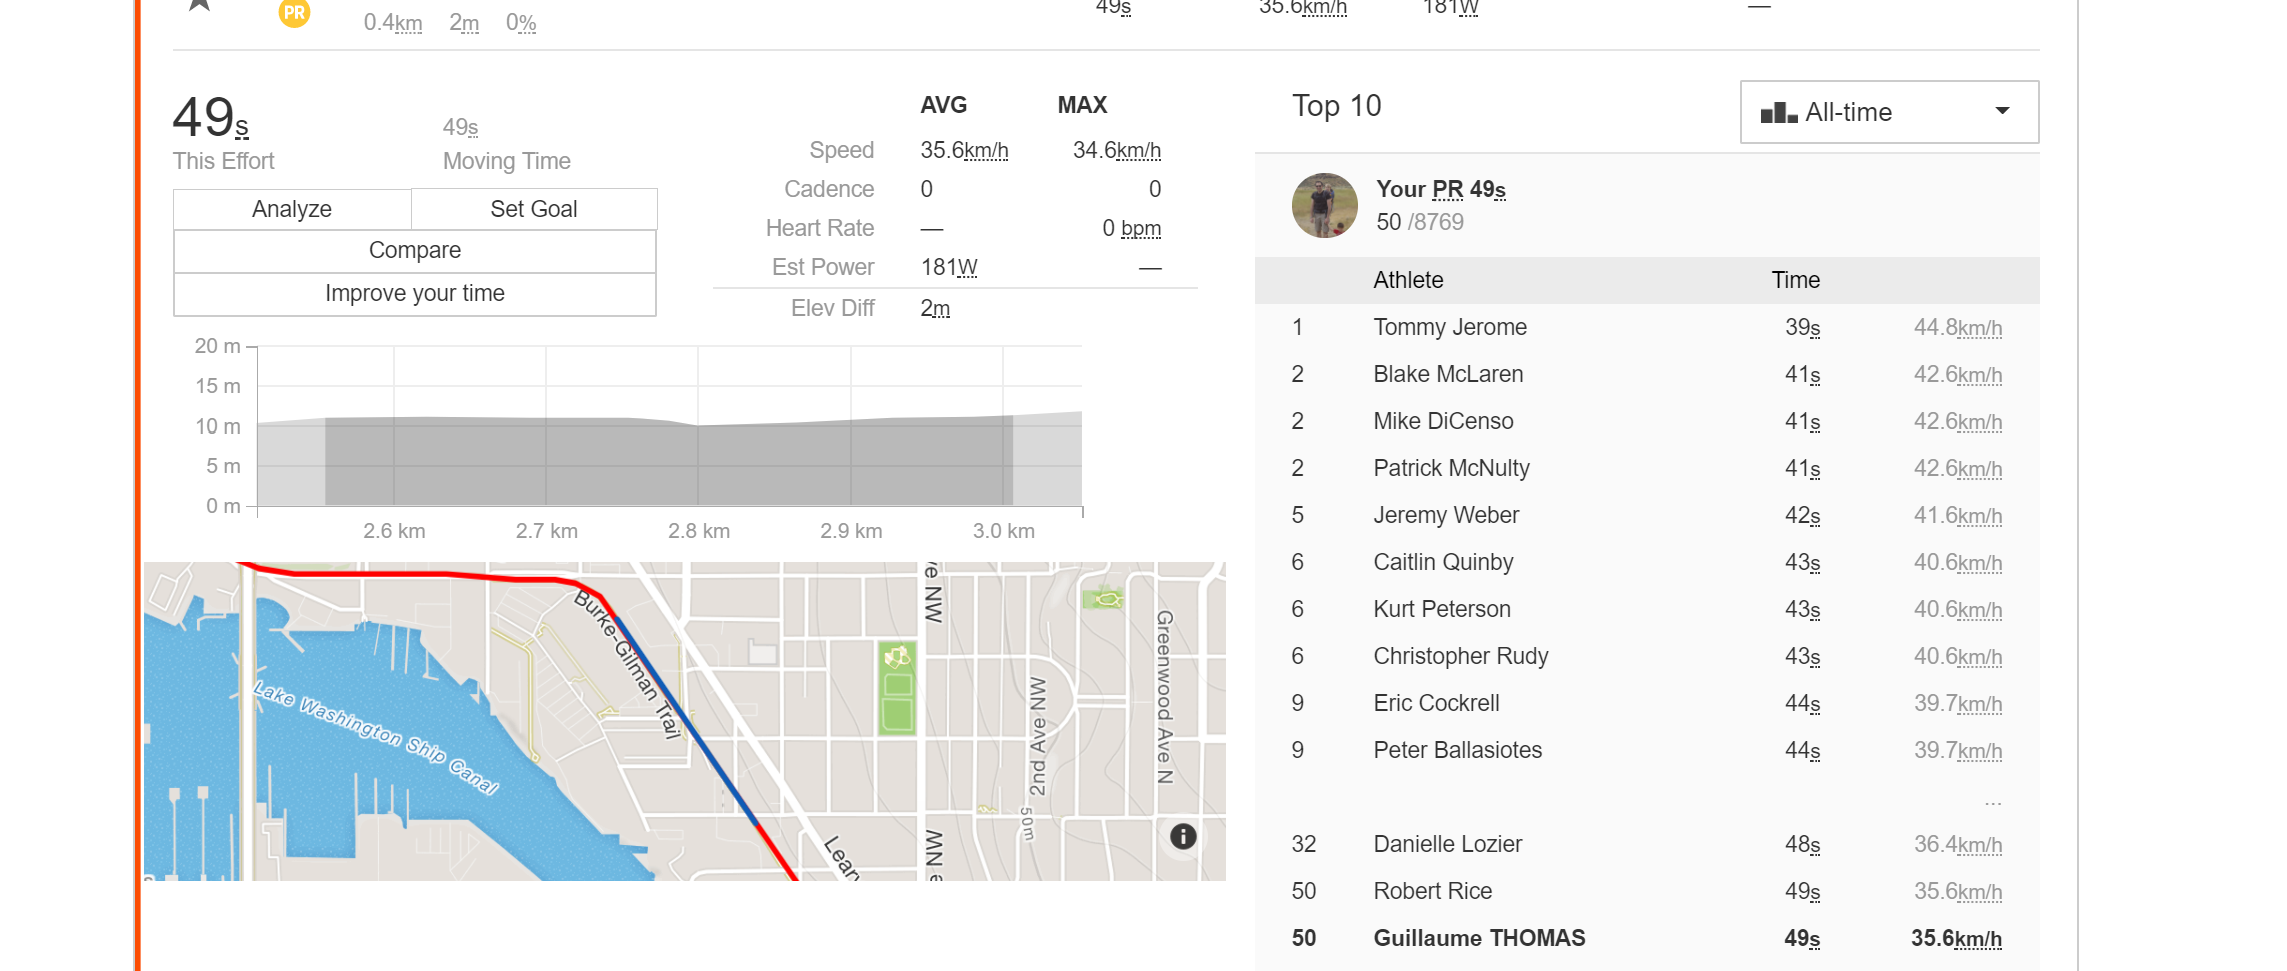 PR
0.4km 2m 0%
49s 35.6km/h 181W —
49s
This Effort
49s
Moving Time
Analyze
Set Goal
Compare
Improve your time
AVG MAX
Speed 35.6km/h 34.6km/h
Cadence 0 0
Heart Rate — 0 bpm
Est Power 181W —
Elev Diff 2m
20 m
15 m
10 m
5 m
0 m
2.6 km 2.7 km 2.8 km 2.9 km 3.0 km
Burke-Gilman Trail
Lake Washington Ship Canal
ve NW
Greenwood Ave N
2nd Ave NW
50m
Leary
NW
i
Top 10
All-time
Your PR 49s
50 /8769
Athlete Time
1 Tommy Jerome 39s 44.8km/h
2 Blake McLaren 41s 42.6km/h
2 Mike DiCenso 41s 42.6km/h
2 Patrick McNulty 41s 42.6km/h
5 Jeremy Weber 42s 41.6km/h
6 Caitlin Quinby 43s 40.6km/h
6 Kurt Peterson 43s 40.6km/h
6 Christopher Rudy 43s 40.6km/h
9 Eric Cockrell 44s 39.7km/h
9 Peter Ballasiotes 44s 39.7km/h
...
32 Danielle Lozier 48s 36.4km/h
50 Robert Rice 49s 35.6km/h
50 Guillaume THOMAS 49s 35.6km/h